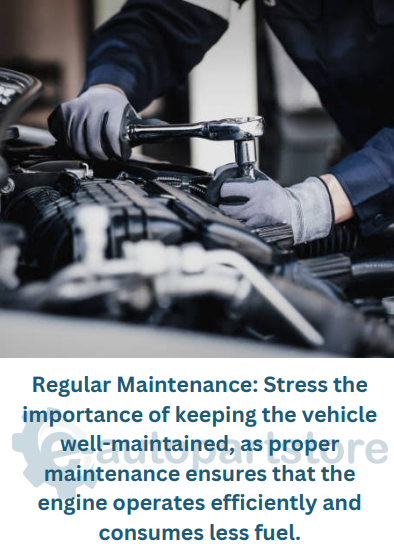 Regular Maintenance: Stress the
importance of keeping the vehicle
well-maintained, as proper
maintenance ensures that the
engine operates efficiently and
consumes less fuel.
eautopartstore